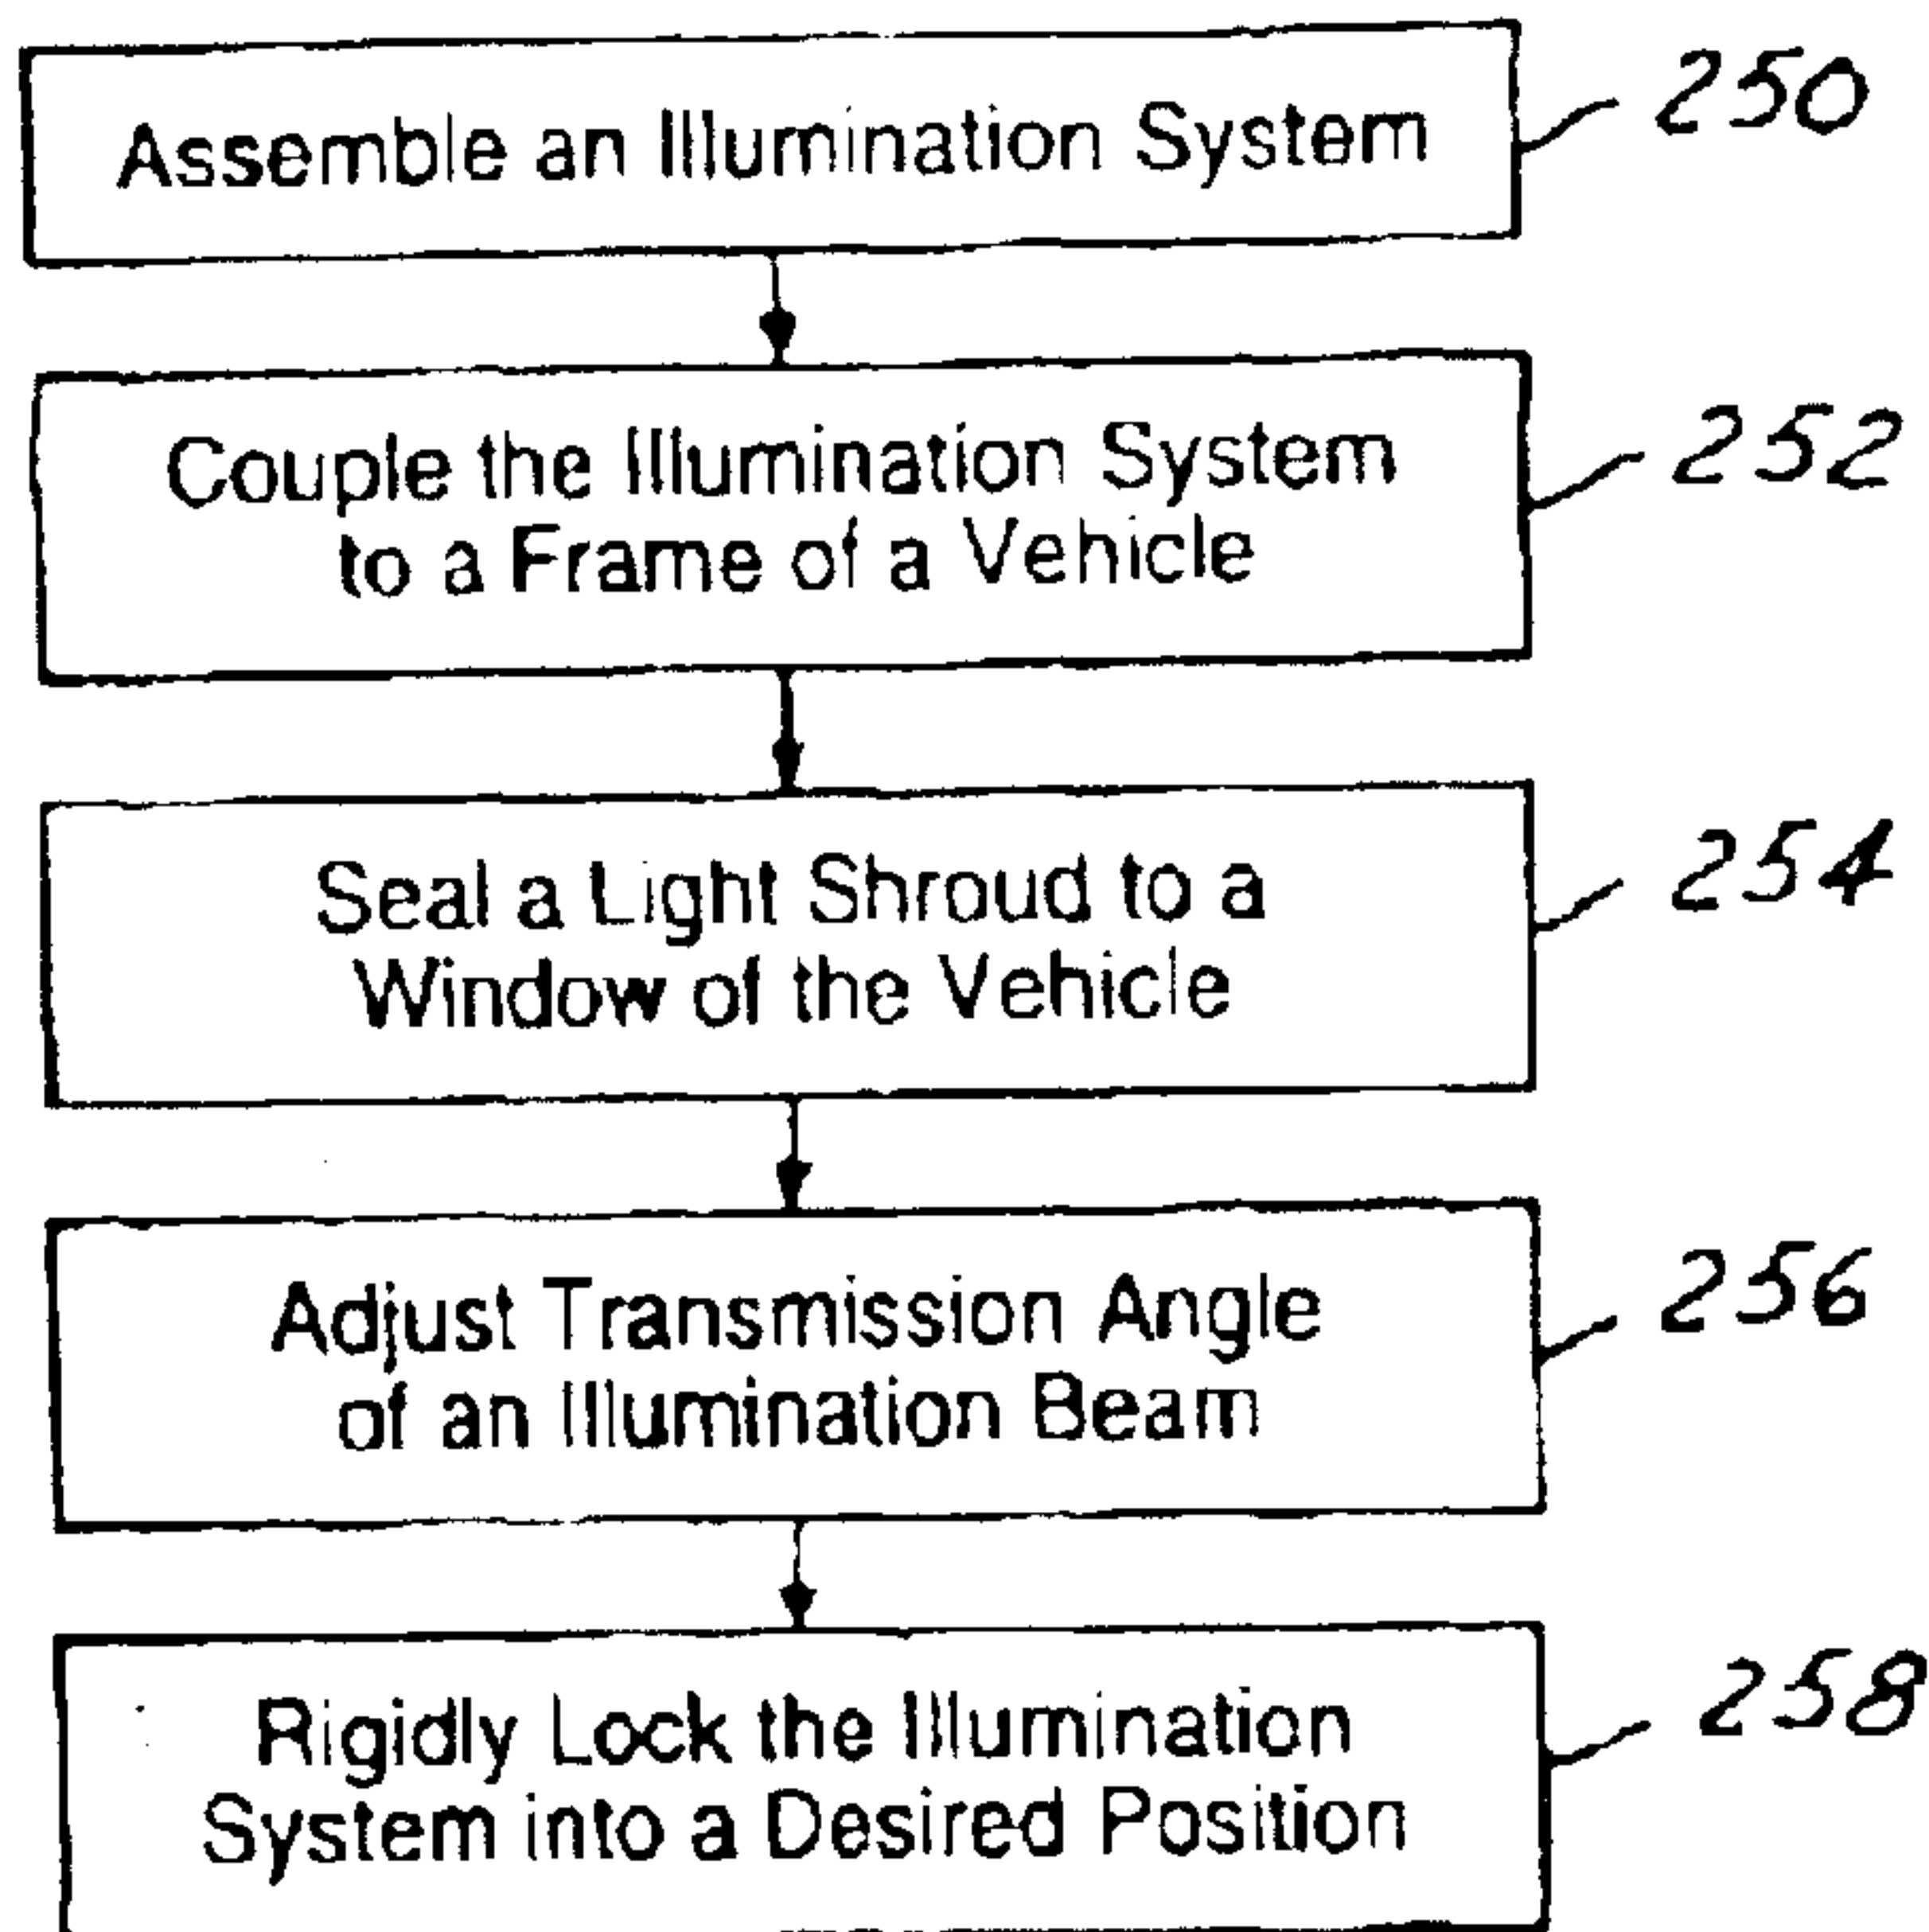 Assemble an Illumination System
250
Couple the Illumination System
to a Frame of a Vehicle
252
Seal a Light Shroud to a
Window of the Vehicle
254
Adjust Transmission Angle
of an Illumination Beam
256
Rigidly Lock the Illumination
System into a Desired Position
258